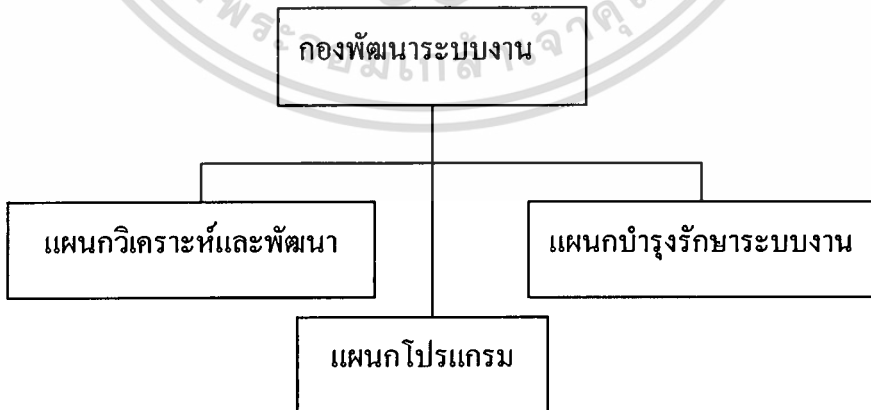 กองพัฒนาระบบงาน
แผนกวิเคราะห์และพัฒนา
แผนกบำรุงรักษาระบบงาน
แผนกโปรแกรม